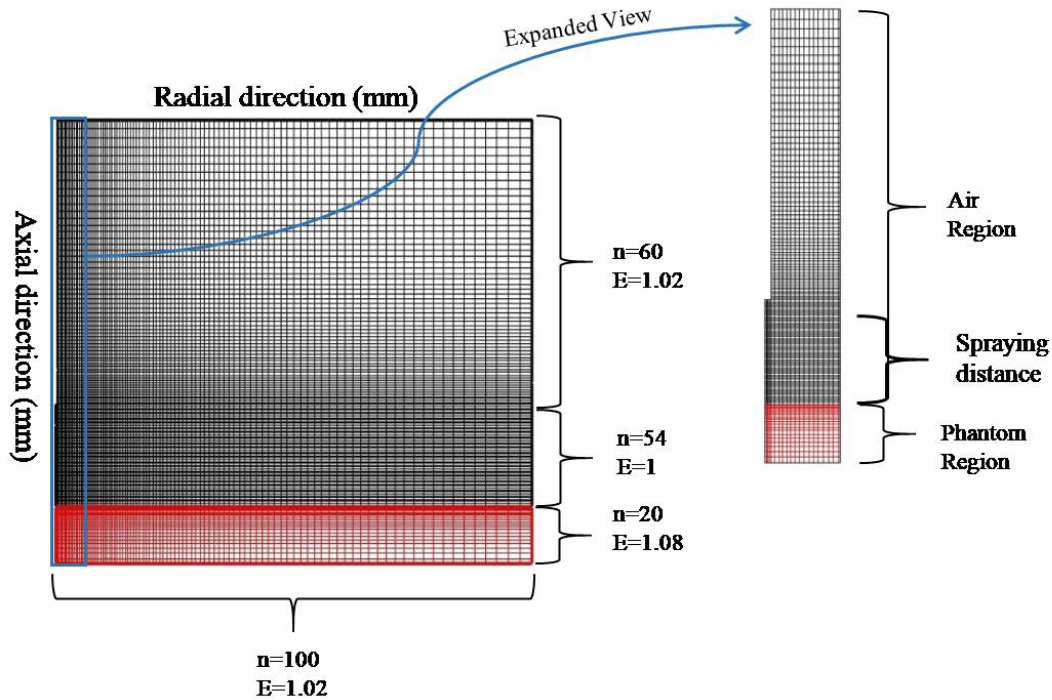 Expanded View
Radial direction (mm)
Axial direction (mm)
n=60
E=1.02
n=54
E=1
n=20
E=1.08
n=100
E=1.02
Air
Region
Spraying
distance
Phantom
Region